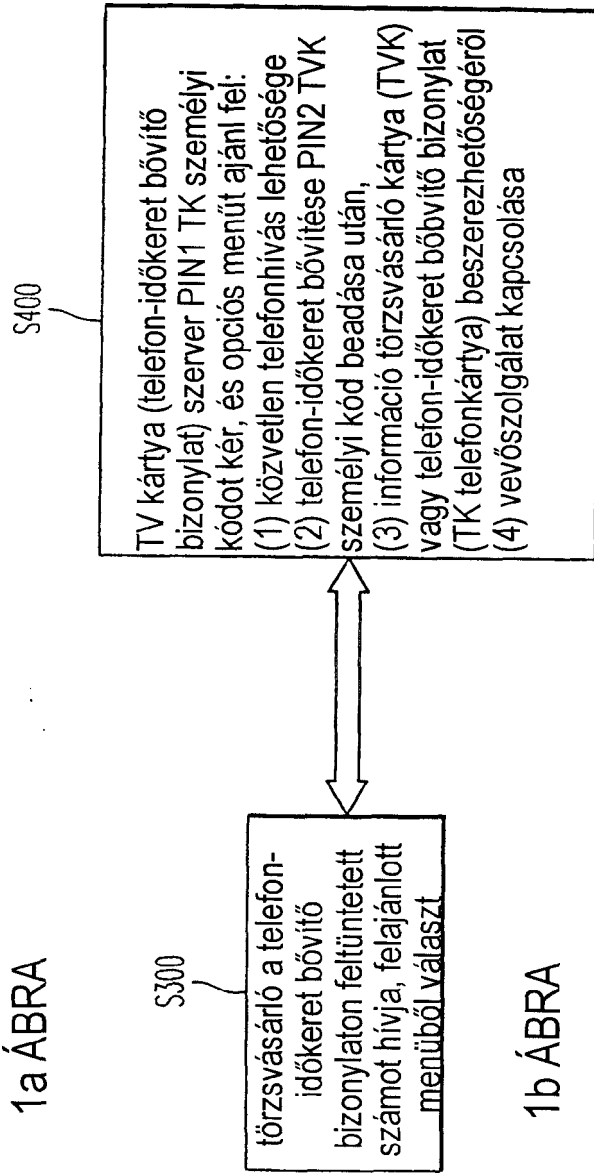 1a ÁBRA
S300
törzsvásárló a telefon-
időkeret bővítő
bizonylaton feltüntetett
számot hívja, felajánlott
menüből választ
S400
TV kártya (telefon-időkeret bővítő
bizonylat) szerver PIN1 TK személyi
kódot kér, és opciós menüt ajánl fel:
(1) közvetlen telefonhívás lehetősége
(2) telefon-időkeret bővítése PIN2 TVK
személyi kód beadása után,
(3) információ törzsvásárló kártya (TVK)
vagy telefon-időkeret bőbvítő bizonylat
(TK telefonkártya) beszerezhetőségéről
(4) vevőszolgálat kapcsolása
1b ÁBRA